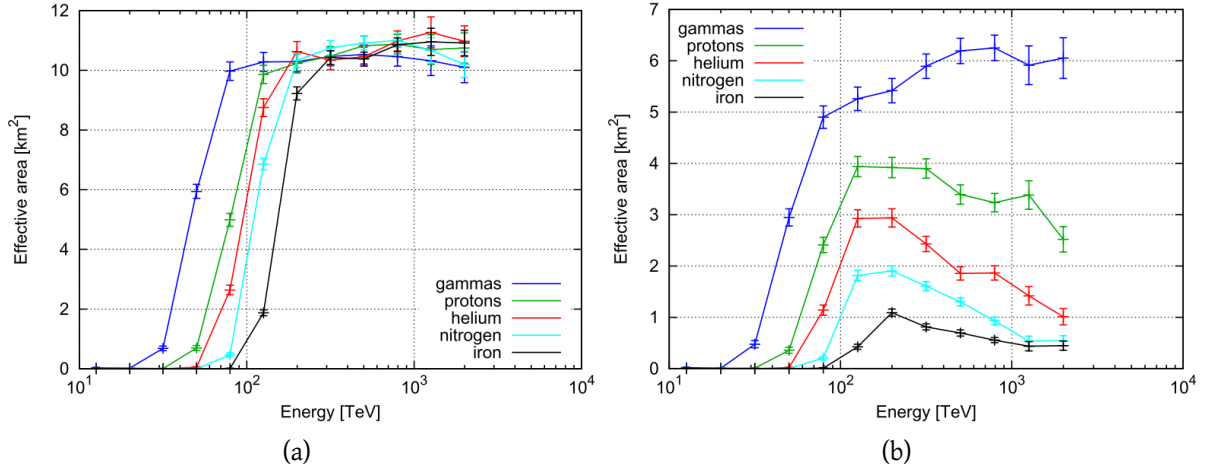 12
10
8
6
4
2
0
Effective area [km²]
gammas
protons
helium
nitrogen
iron
10¹ 10² 10³ 10⁴
Energy [TeV]
(a)
7
6
5
4
3
2
1
0
Effective area [km²]
gammas
protons
helium
nitrogen
iron
10¹ 10² 10³ 10⁴
Energy [TeV]
(b)